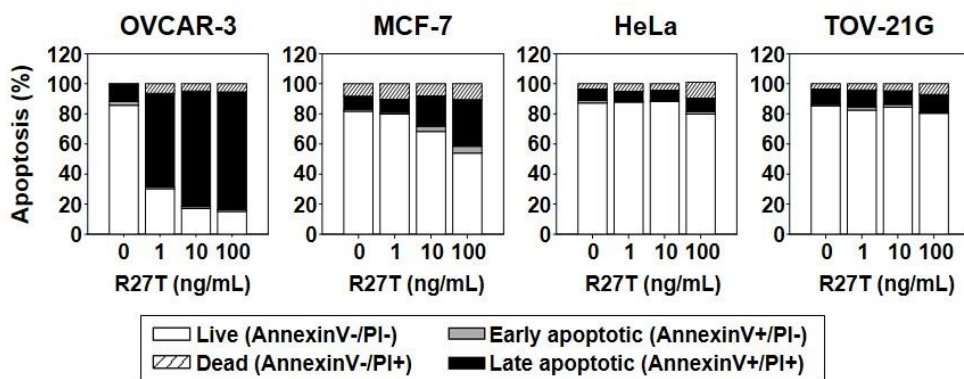 OVCAR-3 MCF-7 HeLa TOV-21G
Apoptosis (%)
120 120 120 120
100 100 100 100
80 80 80 80
60 60 60 60
40 40 40 40
20 20 20 20
0 0 0 0
0 1 10 100 0 1 10 100 0 1 10 100 0 1 10 100
R27T (ng/mL) R27T (ng/mL) R27T (ng/mL) R27T (ng/mL)
Live (AnnexinV-/PI-) Early apoptotic (AnnexinV+/PI-)
Dead (AnnexinV-/PI+) Late apoptotic (AnnexinV+/PI+)